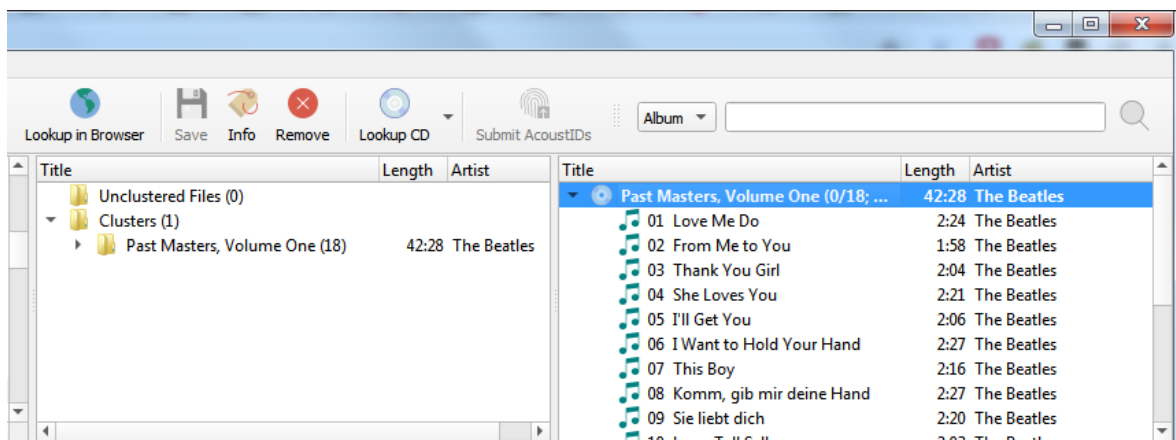 Lookup in Browser Save Info Remove Lookup CD Submit AcoustIDs Album
Title Length Artist
Unclustered Files (0)
Clusters (1)
Past Masters, Volume One (18) 42:28 The Beatles
Title Length Artist
Past Masters, Volume One (0/18; ... 42:28 The Beatles
01 Love Me Do 2:24 The Beatles
02 From Me to You 1:58 The Beatles
03 Thank You Girl 2:04 The Beatles
04 She Loves You 2:21 The Beatles
05 I'll Get You 2:06 The Beatles
06 I Want to Hold Your Hand 2:27 The Beatles
07 This Boy 2:16 The Beatles
08 Komm, gib mir deine Hand 2:27 The Beatles
09 Sie liebt dich 2:20 The Beatles